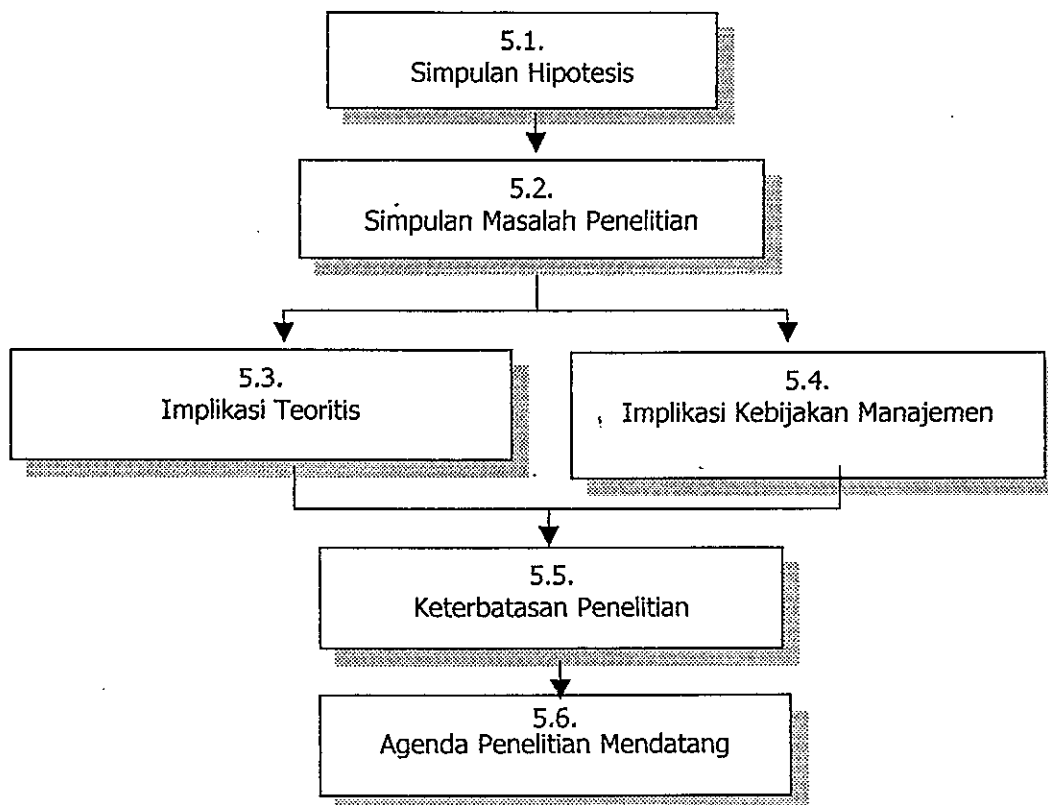 5.1.
Simpulan Hipotesis
5.2.
Simpulan Masalah Penelitian
5.3.
Implikasi Teoritis
5.4.
Implikasi Kebijakan Manajemen
5.5.
Keterbatasan Penelitian
5.6.
Agenda Penelitian Mendatang